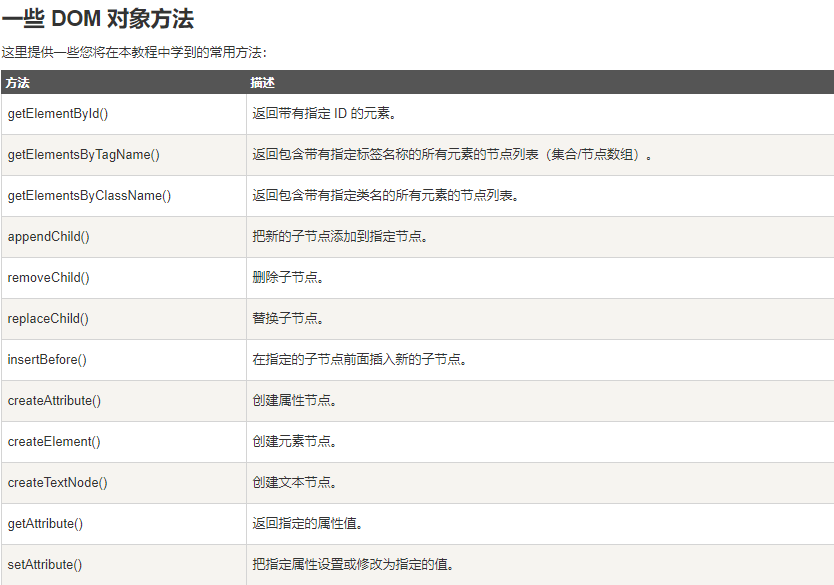 一些 DOM 对象方法
这里提供一些您将在本教程中学到的常用方法：
方法 描述
getElementById() 返回带有指定 ID 的元素。
getElementsByTagName() 返回包含带有指定标签名称的所有元素的节点列表（集合/节点数组）。
getElementsByClassName() 返回包含带有指定类名的所有元素的节点列表。
appendChild() 把新的子节点添加到指定节点。
removeChild() 删除子节点。
replaceChild() 替换子节点。
insertBefore() 在指定的子节点前面插入新的子节点。
createAttribute() 创建属性节点。
createElement() 创建元素节点。
createTextNode() 创建文本节点。
getAttribute() 返回指定的属性值。
setAttribute() 把指定属性设置或修改为指定的值。